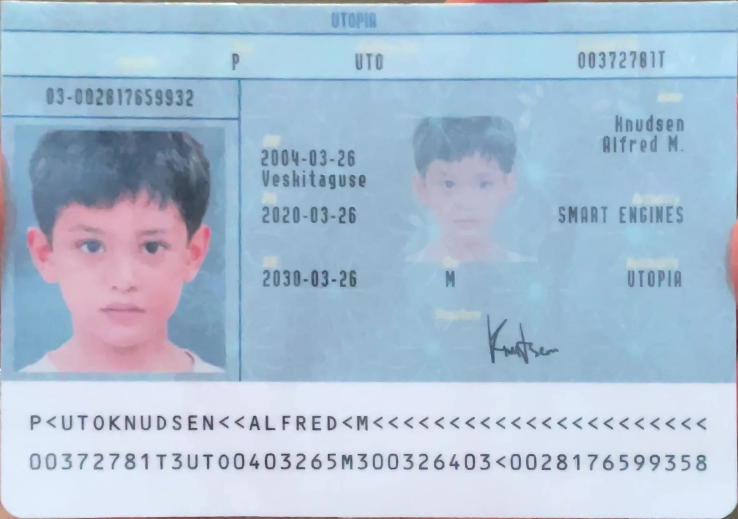 UTOPIA
P UTO 00372781T
03-002817659932
Knudsen
Alfred M.
2004-03-26
Veskitaguse
2020-03-26 SMART ENGINES
2030-03-26 M UTOPIA
Knutsen
P<UTOKNUDSEN<<ALFRED<M<<<<<<<<<<<<<<<<<<<<<<
00372781T3UTO0403265M300326403<0028176599358